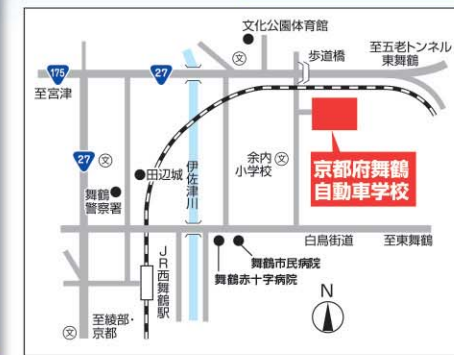 文化公園体育館
文
歩道橋
至五老トンネル
東舞鶴
175
27
至宮津
27
文
田辺城
伊佐津川
余内
小学校
文
京都府舞鶴
自動車学校
舞鶴
警察署
白鳥街道
至東舞鶴
JR西舞鶴駅
舞鶴市民病院
舞鶴赤十字病院
N
至綾部・
京都
文